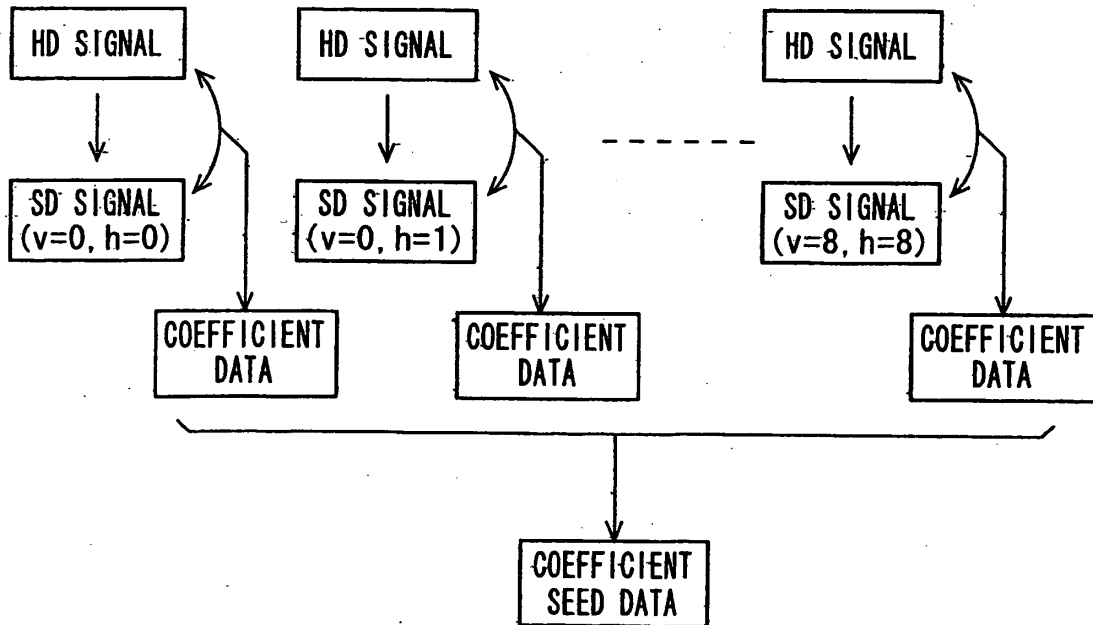 HD SIGNAL
HD SIGNAL
HD SIGNAL
SD SIGNAL
(v=0, h=0)
SD SIGNAL
(v=0, h=1)
SD SIGNAL
(v=8, h=8)
COEFFICIENT
DATA
COEFFICIENT
DATA
COEFFICIENT
DATA
COEFFICIENT
SEED DATA